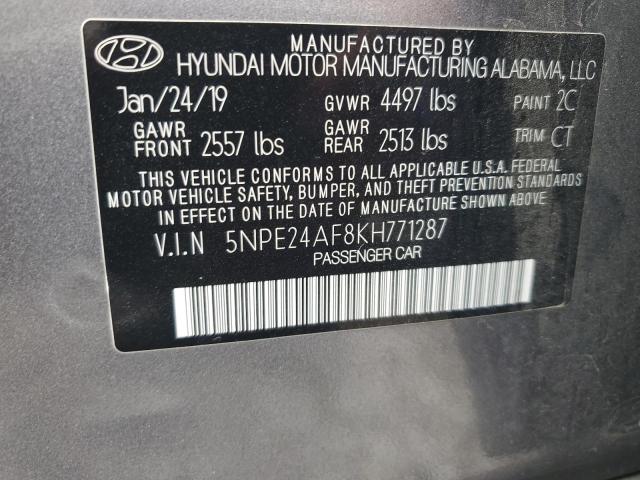 MANUFACTURED BY
HYUNDAI MOTOR MANUFACTURING ALABAMA, LLC
Jan/24/19 GVWR 4497 lbs PAINT 2C
GAWR FRONT 2557 lbs GAWR REAR 2513 lbs TRIM CT
THIS VEHICLE CONFORMS TO ALL APPLICABLE U.S.A. FEDERAL
MOTOR VEHICLE SAFETY, BUMPER, AND THEFT PREVENTION STANDARDS
IN EFFECT ON THE DATE OF MANUFACTURE SHOWN ABOVE.
V.I.N 5NPE24AF8KH771287
PASSENGER CAR